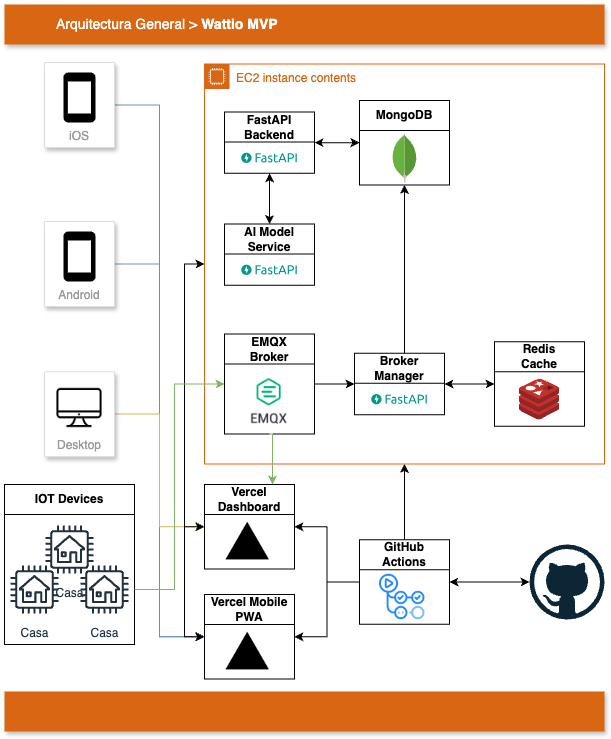 Arquitectura General > Wattio MVP
iOS
Android
Desktop
IOT Devices
Casa
Casa
Casa
EC2 instance contents
FastAPI
Backend
FastAPI
MongoDB
AI Model
Service
FastAPI
EMQX
Broker
EMQX
Broker
Manager
FastAPI
Redis
Cache
Vercel
Dashboard
Vercel Mobile
PWA
GitHub
Actions